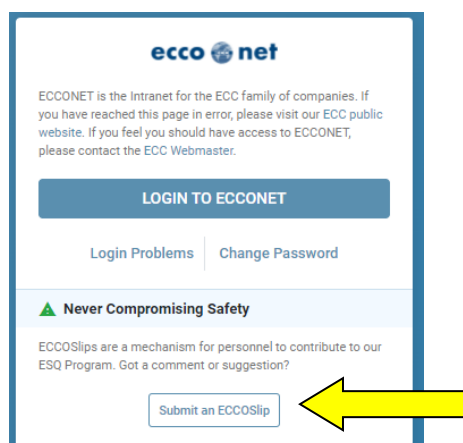 ecco net
ECCONET is the Intranet for the ECC family of companies. If
you have reached this page in error, please visit our ECC public
website. If you feel you should have access to ECCONET,
please contact the ECC Webmaster.
LOGIN TO ECCONET
Login Problems Change Password
Never Compromising Safety
ECCOSlips are a mechanism for personnel to contribute to our
ESQ Program. Got a comment or suggestion?
Submit an ECCOSlip